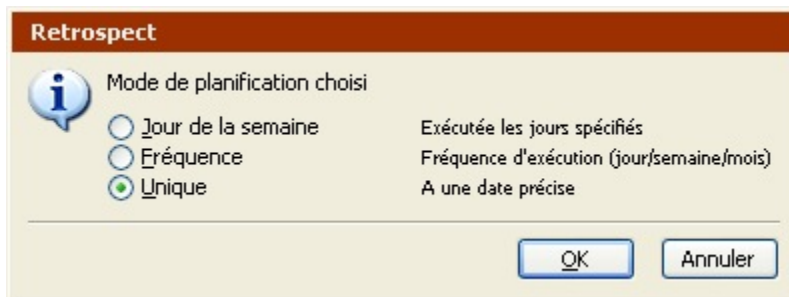 Retrospect
Mode de planification choisi
Jour de la semaine Exécutée les jours spécifiés
Fréquence Fréquence d'exécution (jour/semaine/mois)
Unique A une date précise
OK Annuler